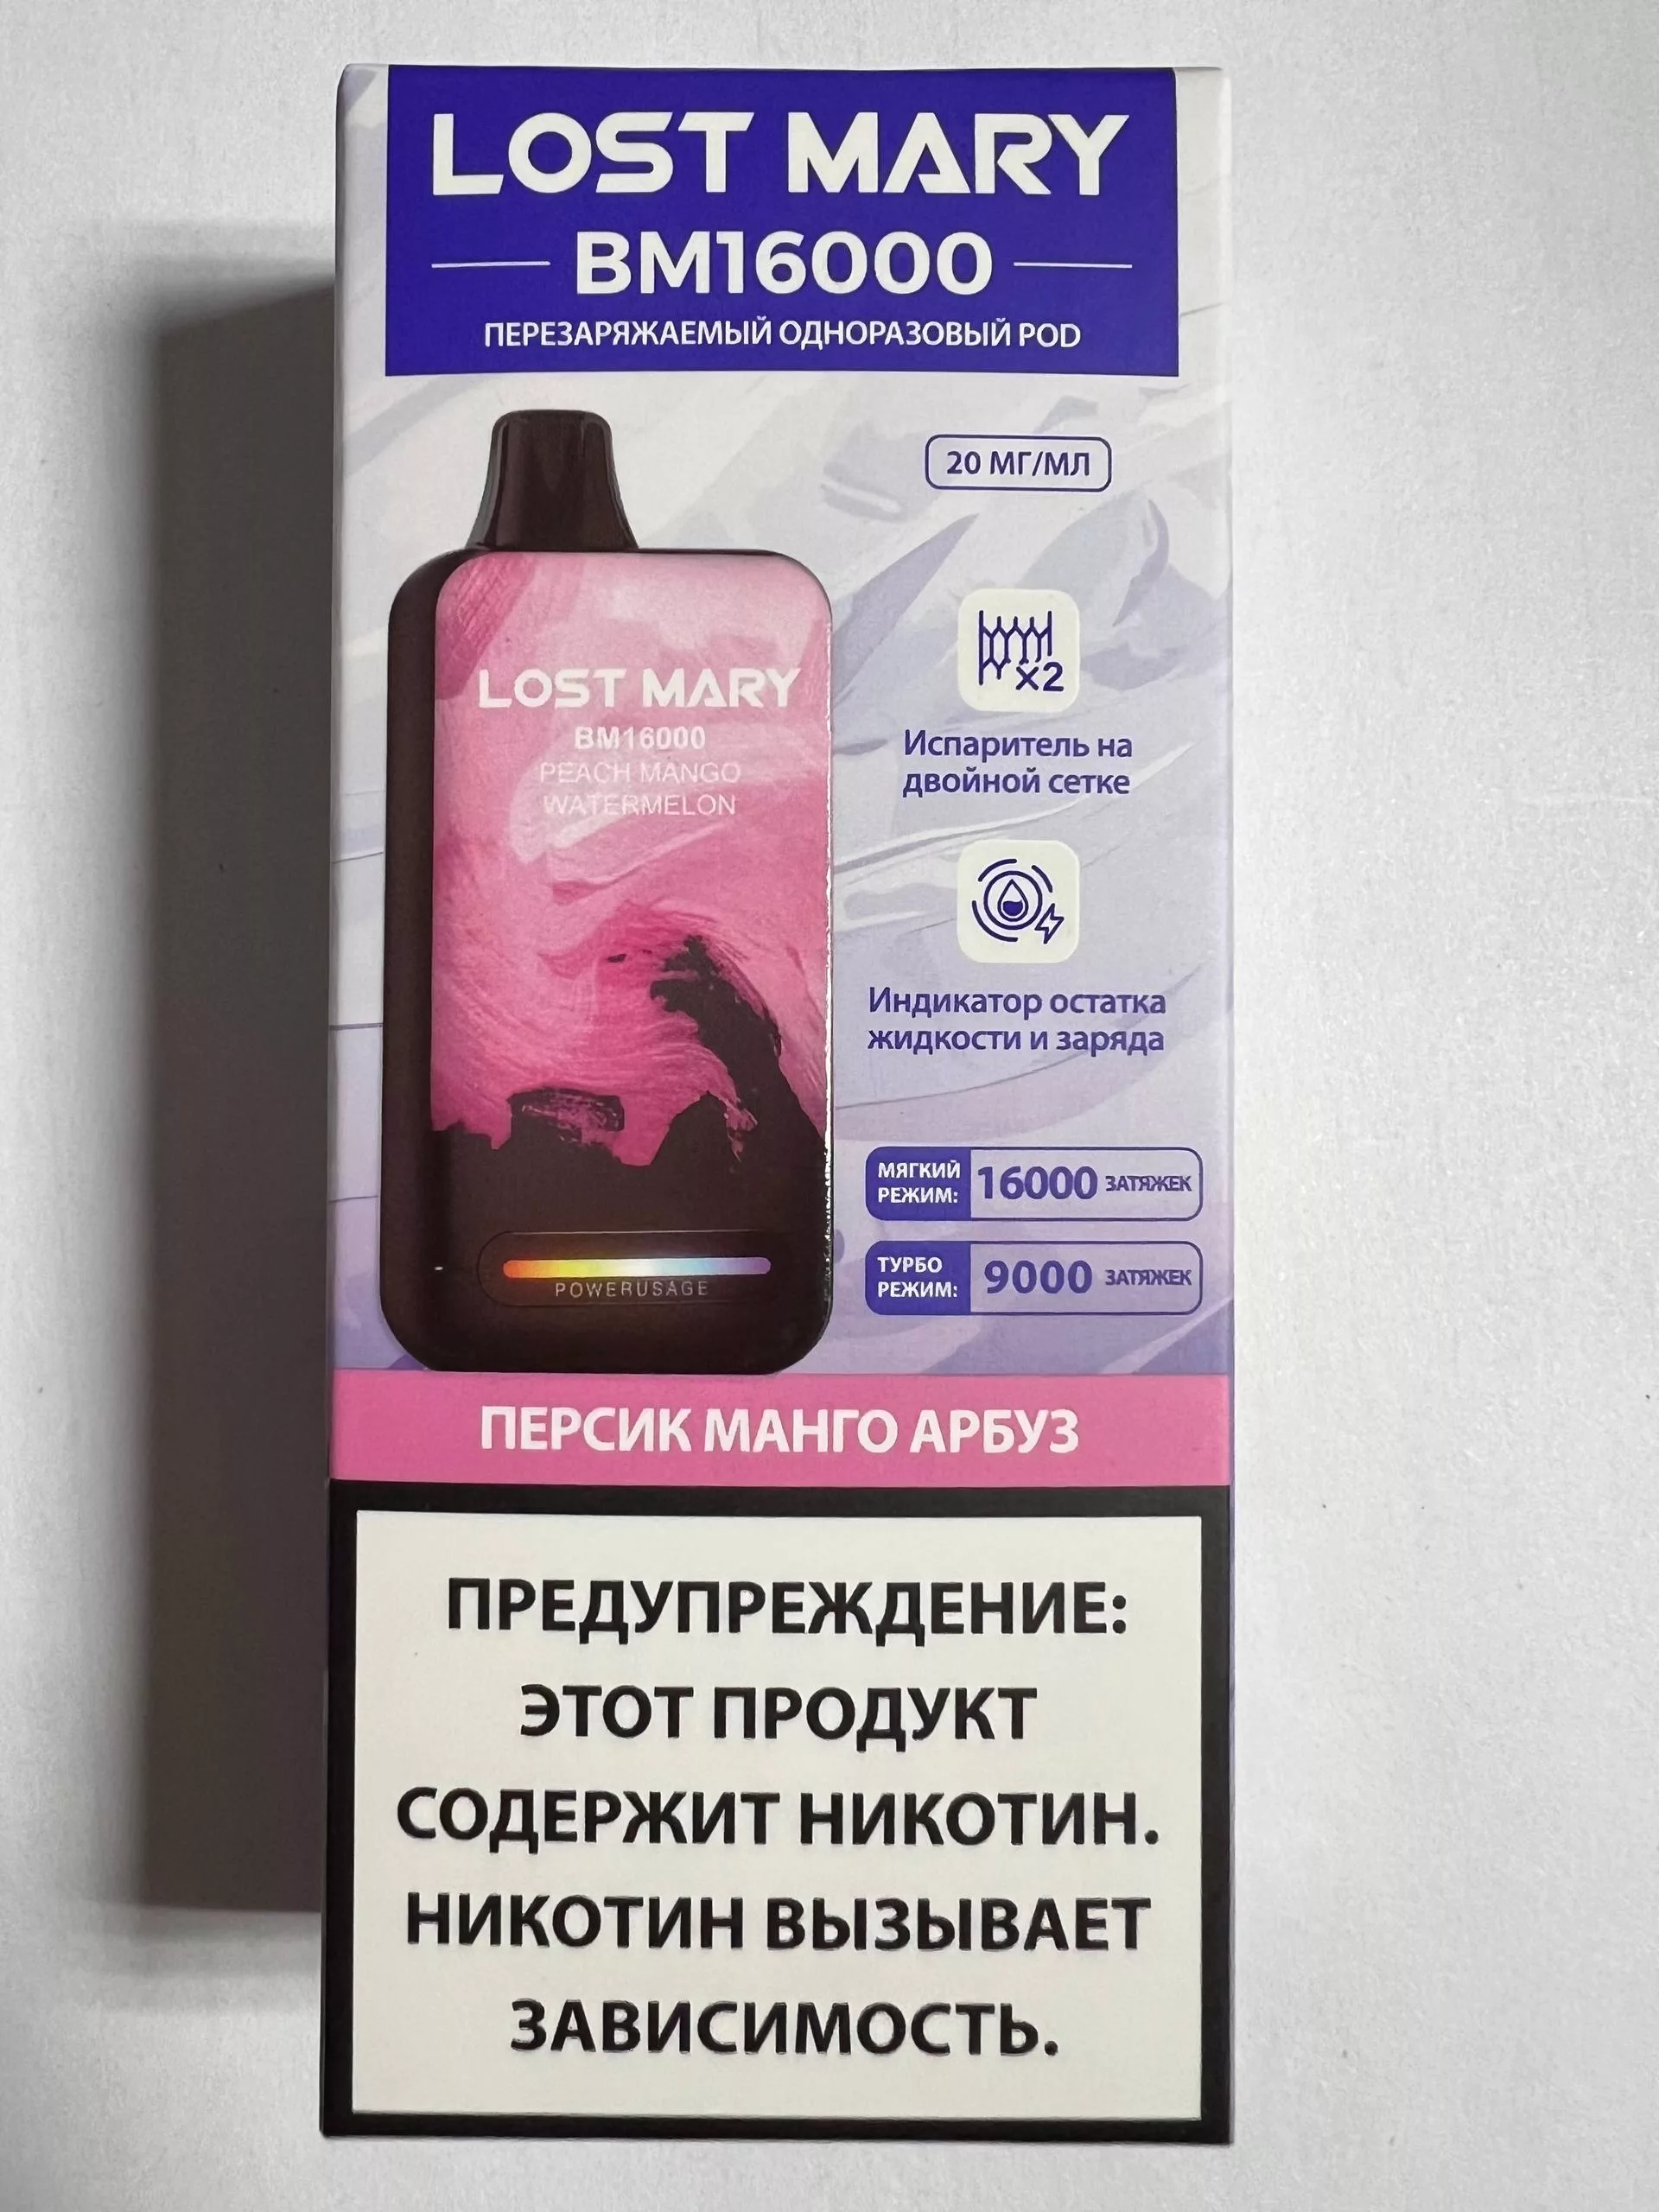 LOST MARY
BM16000
ПЕРЕЗАРЯЖАЕМЫЙ ОДНОРАЗОВЫЙ POD
20 МГ/МЛ
LOST MARY
BM16000
PEACH MANGO
WATERMELON
POWERUSAGE
x2
Испаритель на
двойной сетке
Индикатор остатка
жидкости и заряда
МЯГКИЙ
РЕЖИМ:
16000 ЗАТЯЖЕК
ТУРБО
РЕЖИМ:
9000 ЗАТЯЖЕК
ПЕРСИК МАНГО АРБУЗ
ПРЕДУПРЕЖДЕНИЕ:
ЭТОТ ПРОДУКТ
СОДЕРЖИТ НИКОТИН.
НИКОТИН ВЫЗЫВАЕТ
ЗАВИСИМОСТЬ.